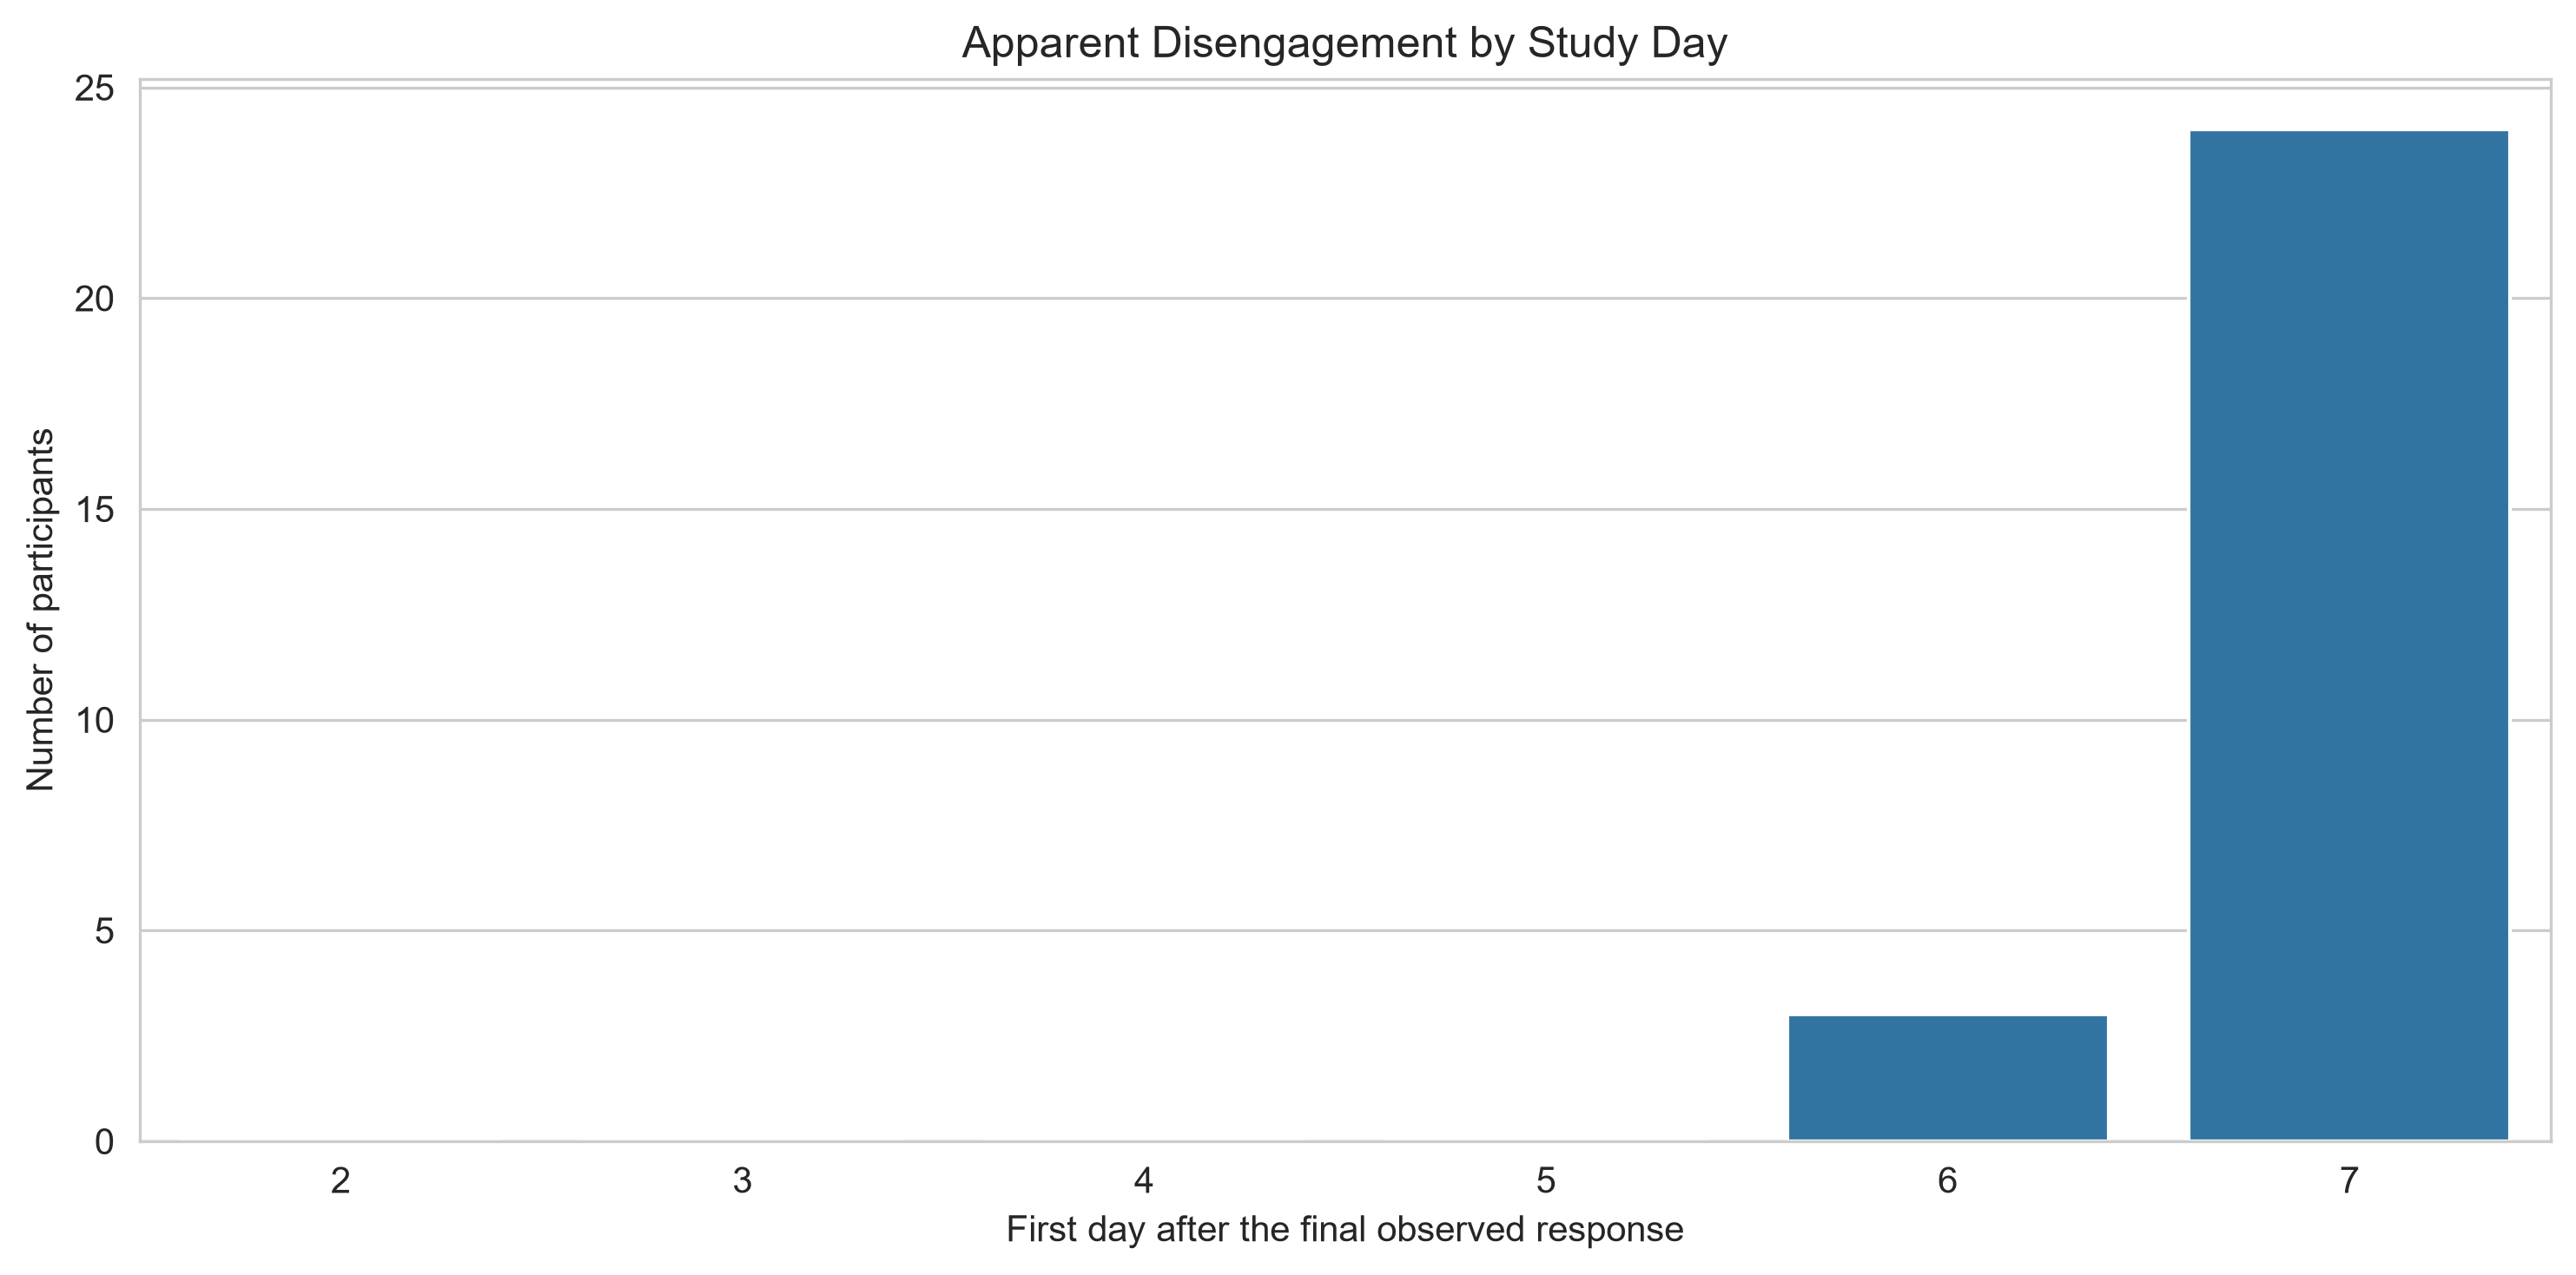 Apparent Disengagement by Study Day
25
20
15
10
5
0
Number of participants
2 3 4 5 6 7
First day after the final observed response